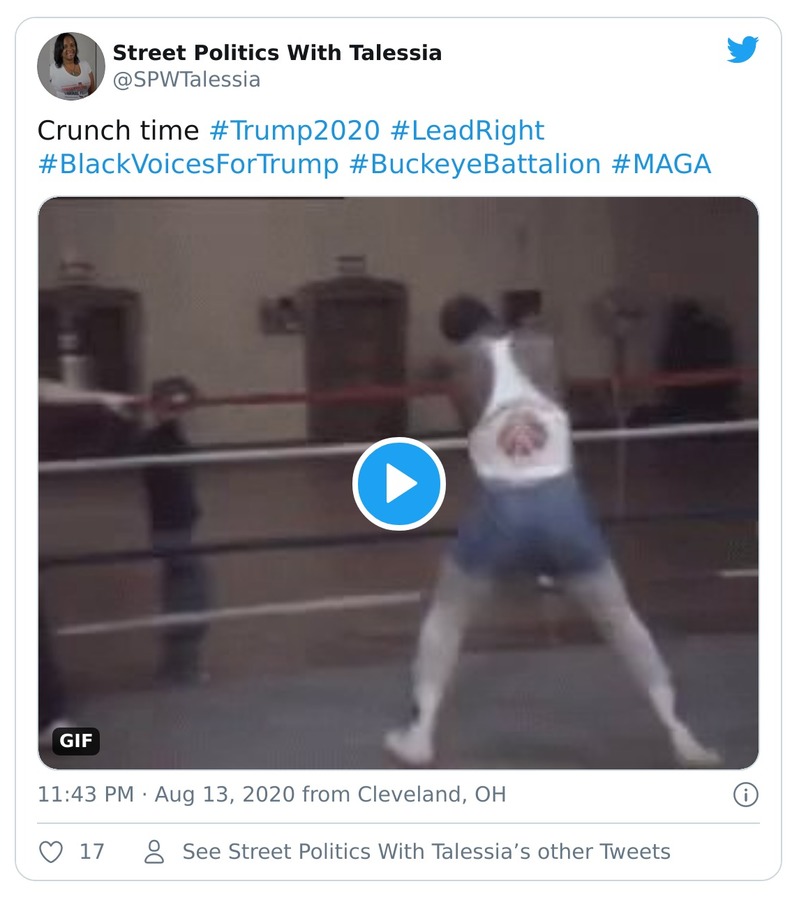 Street Politics With Talessia
@SPWTalessia
Crunch time #Trump2020 #LeadRight
#BlackVoicesForTrump #BuckeyeBattalion #MAGA
GIF
11:43 PM · Aug 13, 2020 from Cleveland, OH
17
See Street Politics With Talessia’s other Tweets